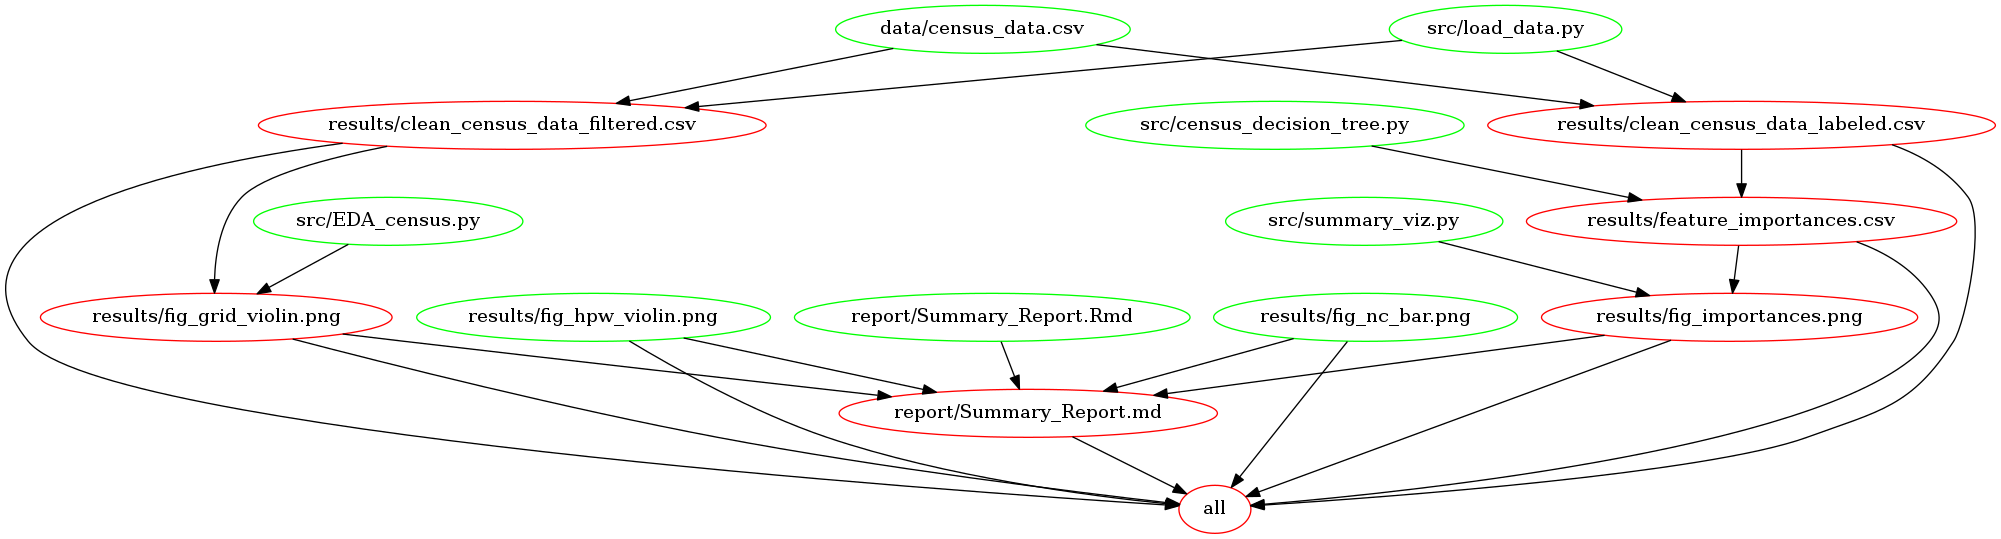 data/census_data.csv
src/load_data.py
results/clean_census_data_filtered.csv
src/census_decision_tree.py
results/clean_census_data_labeled.csv
src/EDA_census.py
src/summary_viz.py
results/feature_importances.csv
results/fig_grid_violin.png
results/fig_hpw_violin.png
report/Summary_Report.Rmd
results/fig_nc_bar.png
results/fig_importances.png
report/Summary_Report.md
all